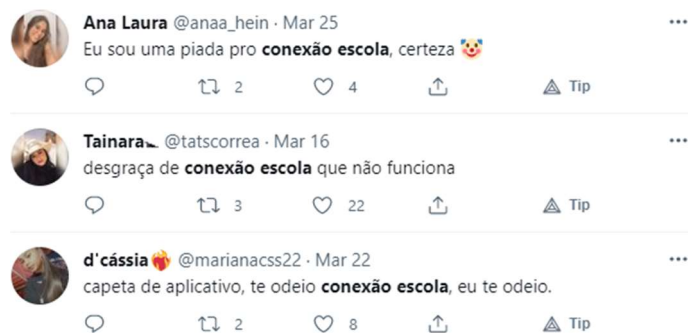 Ana Laura @anaa_hein · Mar 25
Eu sou uma piada pro conexão escola, certeza 🤡
2 4 Tip
Tainara @tatscorrea · Mar 16
desgraça de conexão escola que não funciona
3 22 Tip
d'cássia❤️‍🔥 @marianacss22 · Mar 22
capeta de aplicativo, te odeio conexão escola, eu te odeio.
2 8 Tip